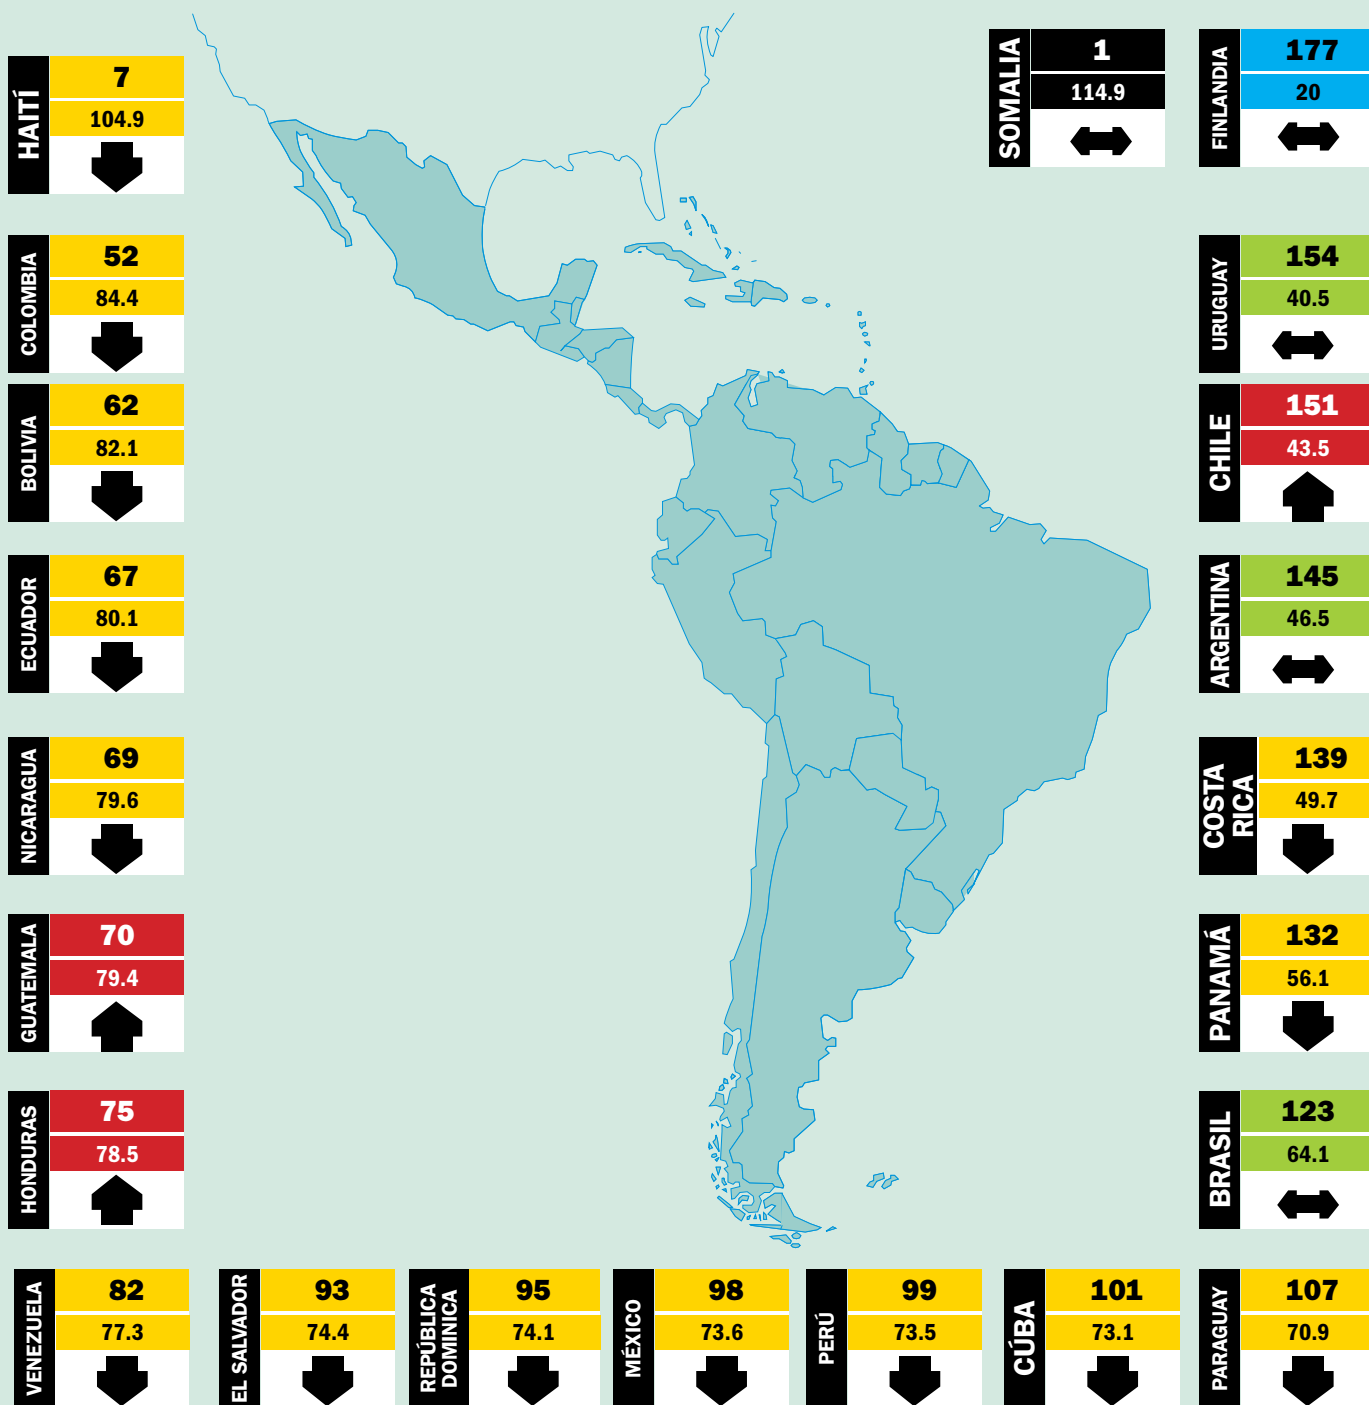 HAITÍ
7
104.9
SOMALIA
1
114.9
FINLANDIA
177
20
COLOMBIA
52
84.4
URUGUAY
154
40.5
BOLIVIA
62
82.1
CHILE
151
43.5
ECUADOR
67
80.1
ARGENTINA
145
46.5
NICARAGUA
69
79.6
COSTA
RICA
139
49.7
GUATEMALA
70
79.4
PANAMÁ
132
56.1
HONDURAS
75
78.5
BRASIL
123
64.1
VENEZUELA
82
77.3
EL SALVADOR
93
74.4
REPÚBLICA
DOMINICA
95
74.1
MÉXICO
98
73.6
PERÚ
99
73.5
CÚBA
101
73.1
PARAGUAY
107
70.9